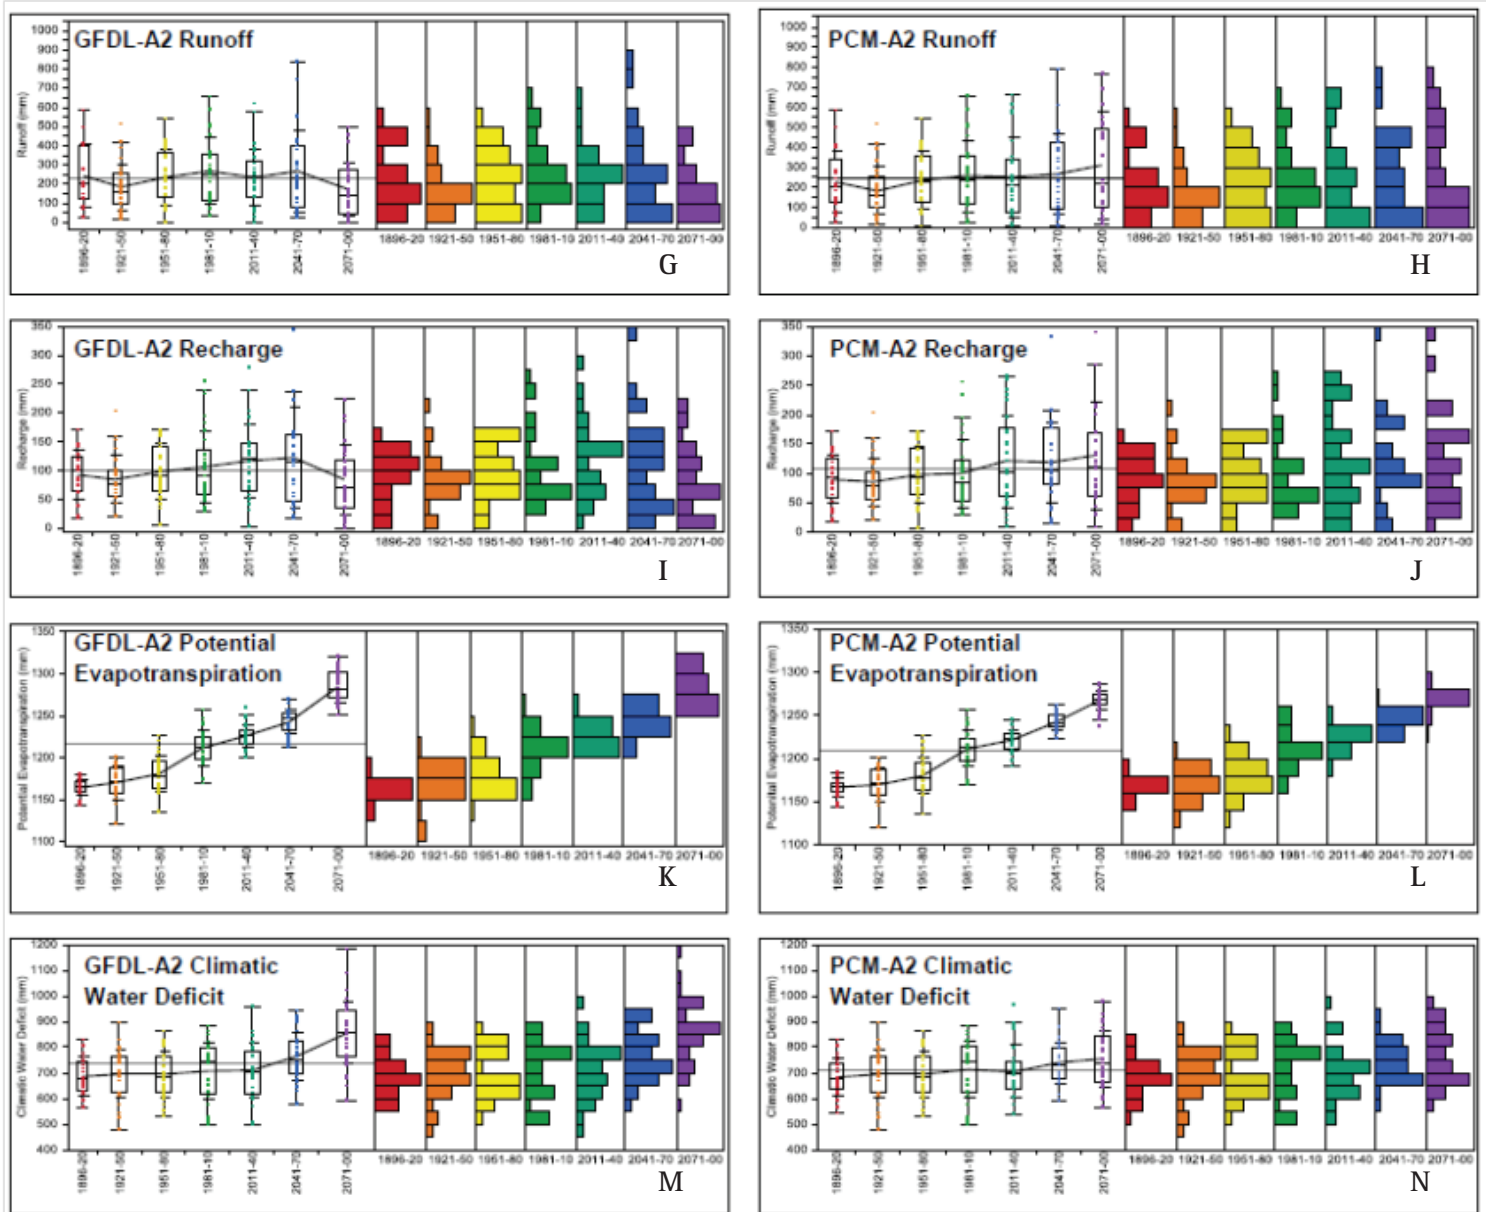 GFDL-A2 Runoff
Runoff (mm)
1000
900
800
700
600
500
400
300
200
100
0
1896-20 1921-50 1951-80 1981-10 2011-40 2041-70 2071-00
1896-20 1921-50 1951-80 1981-10 2011-40 2041-70 2071-00
G
PCM-A2 Runoff
Runoff (mm)
1000
900
800
700
600
500
400
300
200
100
0
1896-20 1921-50 1951-80 1981-10 2011-40 2041-70 2071-00
1896-20 1921-50 1951-80 1981-10 2011-40 2041-70 2071-00
H
GFDL-A2 Recharge
Recharge (mm)
350
300
250
200
150
100
50
0
1896-20 1921-50 1951-80 1981-10 2011-40 2041-70 2071-00
1896-20 1921-50 1951-80 1981-10 2011-40 2041-70 2071-00
I
PCM-A2 Recharge
Recharge (mm)
350
300
250
200
150
100
50
0
1896-20 1921-50 1951-80 1981-10 2011-40 2041-70 2071-00
1896-20 1921-50 1951-80 1981-10 2011-40 2041-70 2071-00
J
GFDL-A2 Potential
Evapotranspiration
Potential Evapotranspiration (mm)
1350
1300
1250
1200
1150
1100
1896-20 1921-50 1951-80 1981-10 2011-40 2041-70 2071-00
1896-20 1921-50 1951-80 1981-10 2011-40 2041-70 2071-00
K
PCM-A2 Potential
Evapotranspiration
Potential Evapotranspiration (mm)
1350
1300
1250
1200
1150
1100
1896-20 1921-50 1951-80 1981-10 2011-40 2041-70 2071-00
1896-20 1921-50 1951-80 1981-10 2011-40 2041-70 2071-00
L
GFDL-A2 Climatic
Water Deficit
Climatic Water Deficit (mm)
1200
1100
1000
900
800
700
600
500
400
1896-20 1921-50 1951-80 1981-10 2011-40 2041-70 2071-00
1896-20 1921-50 1951-80 1981-10 2011-40 2041-70 2071-00
M
PCM-A2 Climatic
Water Deficit
Climatic Water Deficit (mm)
1200
1100
1000
900
800
700
600
500
400
1896-20 1921-50 1951-80 1981-10 2011-40 2041-70 2071-00
1896-20 1921-50 1951-80 1981-10 2011-40 2041-70 2071-00
N